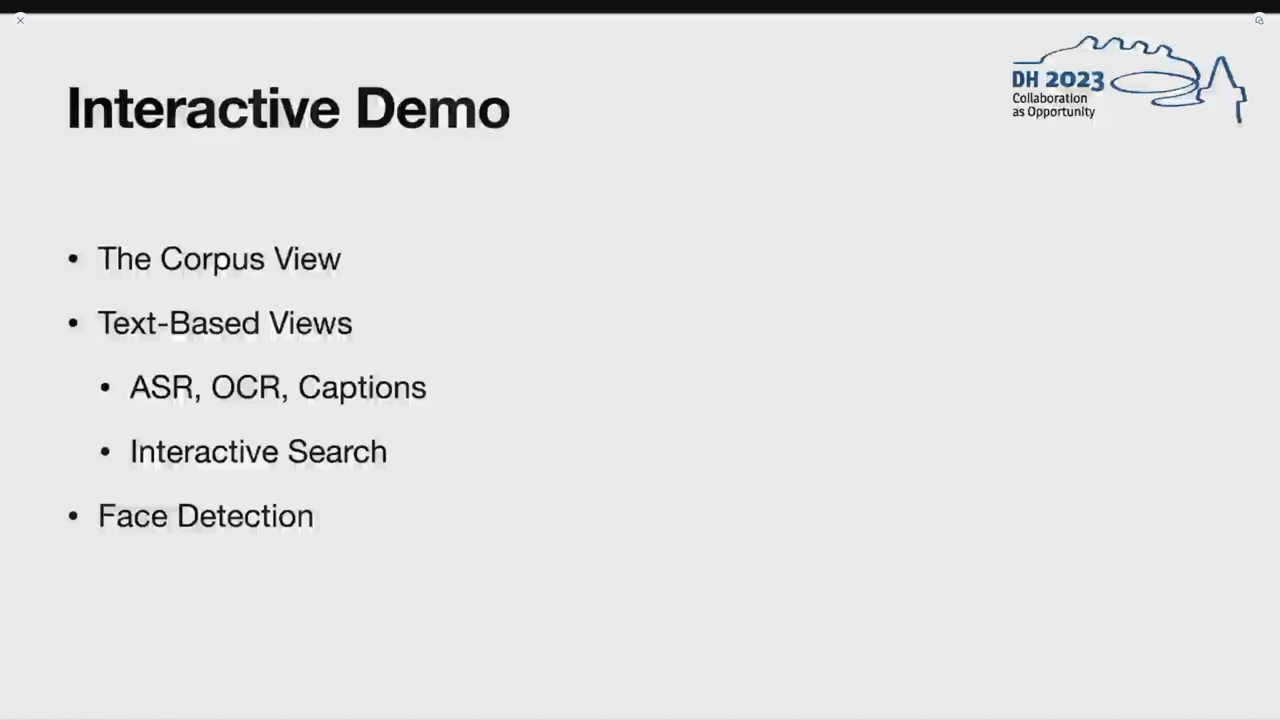 DH 2023
Collaboration
as Opportunity
Interactive Demo
• The Corpus View
• Text-Based Views
• ASR, OCR, Captions
• Interactive Search
• Face Detection